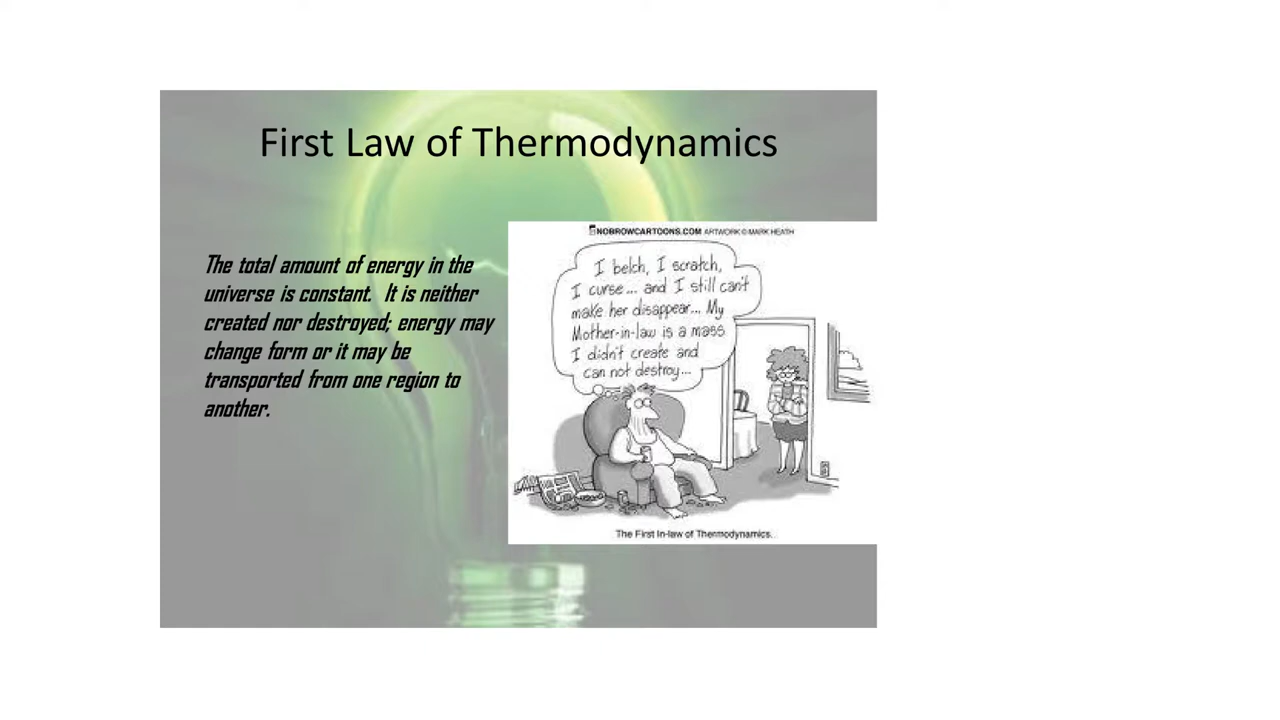 First Law of Thermodynamics
The total amount of energy in the
universe is constant.  It is neither
created nor destroyed; energy may
change form or it may be
transported from one region to
another.
NOBROWCARTOONS.COM ARTWORK © MARK HEATH
I belch, I scratch,
I curse... and I still can't
make her disappear... My
Mother-in-law is a mass
I didn't create and
can not destroy...
The First In-law of Thermodynamics.